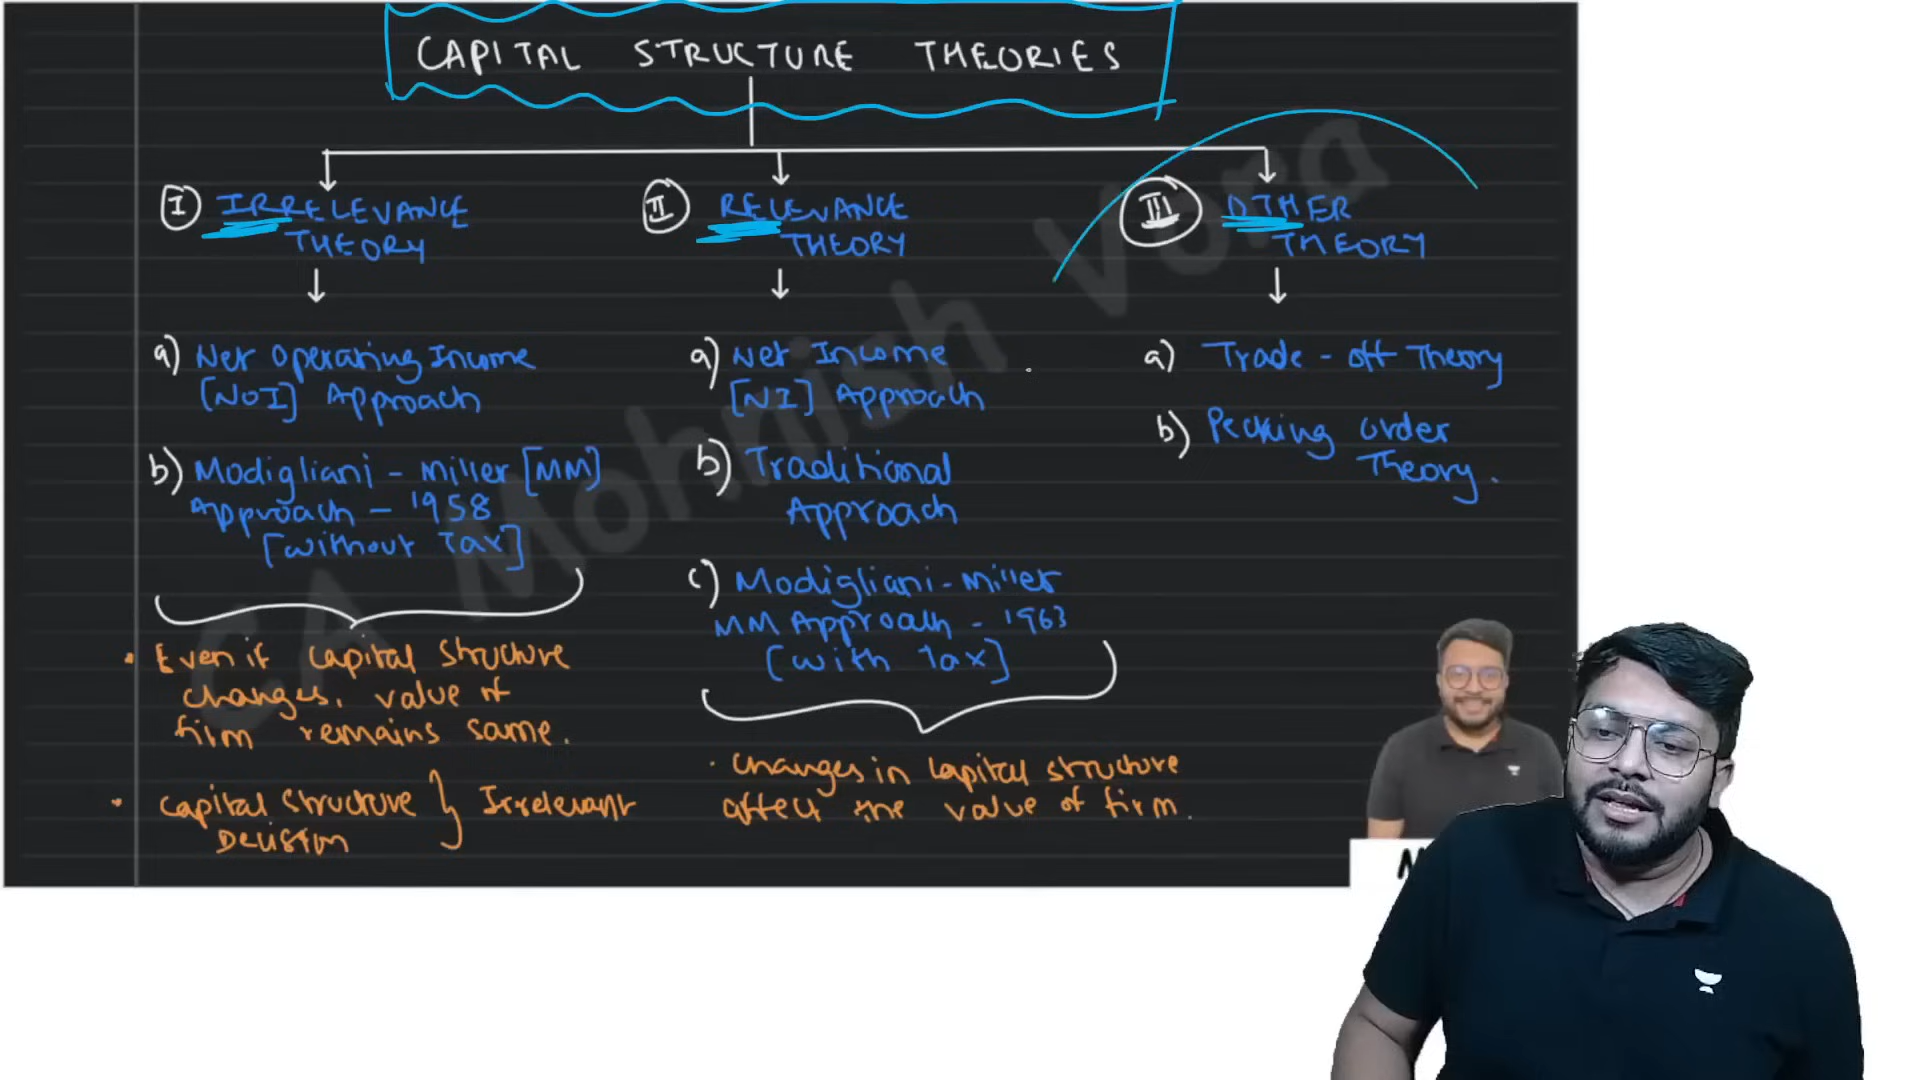 CAPITAL STRUCTURE THEORIES
I IRRELEVANCE THEORY
a) Net Operating Income
[NOI] Approach
b) Modigliani - Miller [MM]
Approach - 1958
[without Tax]
• Even if capital structure
changes, value of
firm remains same.
• Capital Structure
Decision } Irrelevant
II RELEVANCE THEORY
a) Net Income
[NI] Approach
b) Traditional
Approach
c) Modigliani - Miller
MM Approach - 1963
[with Tax]
• Changes in capital structure
affect the value of firm.
III OTHER THEORY
a) Trade - off Theory
b) Pecking Order
Theory.
CA Mohnish Vora